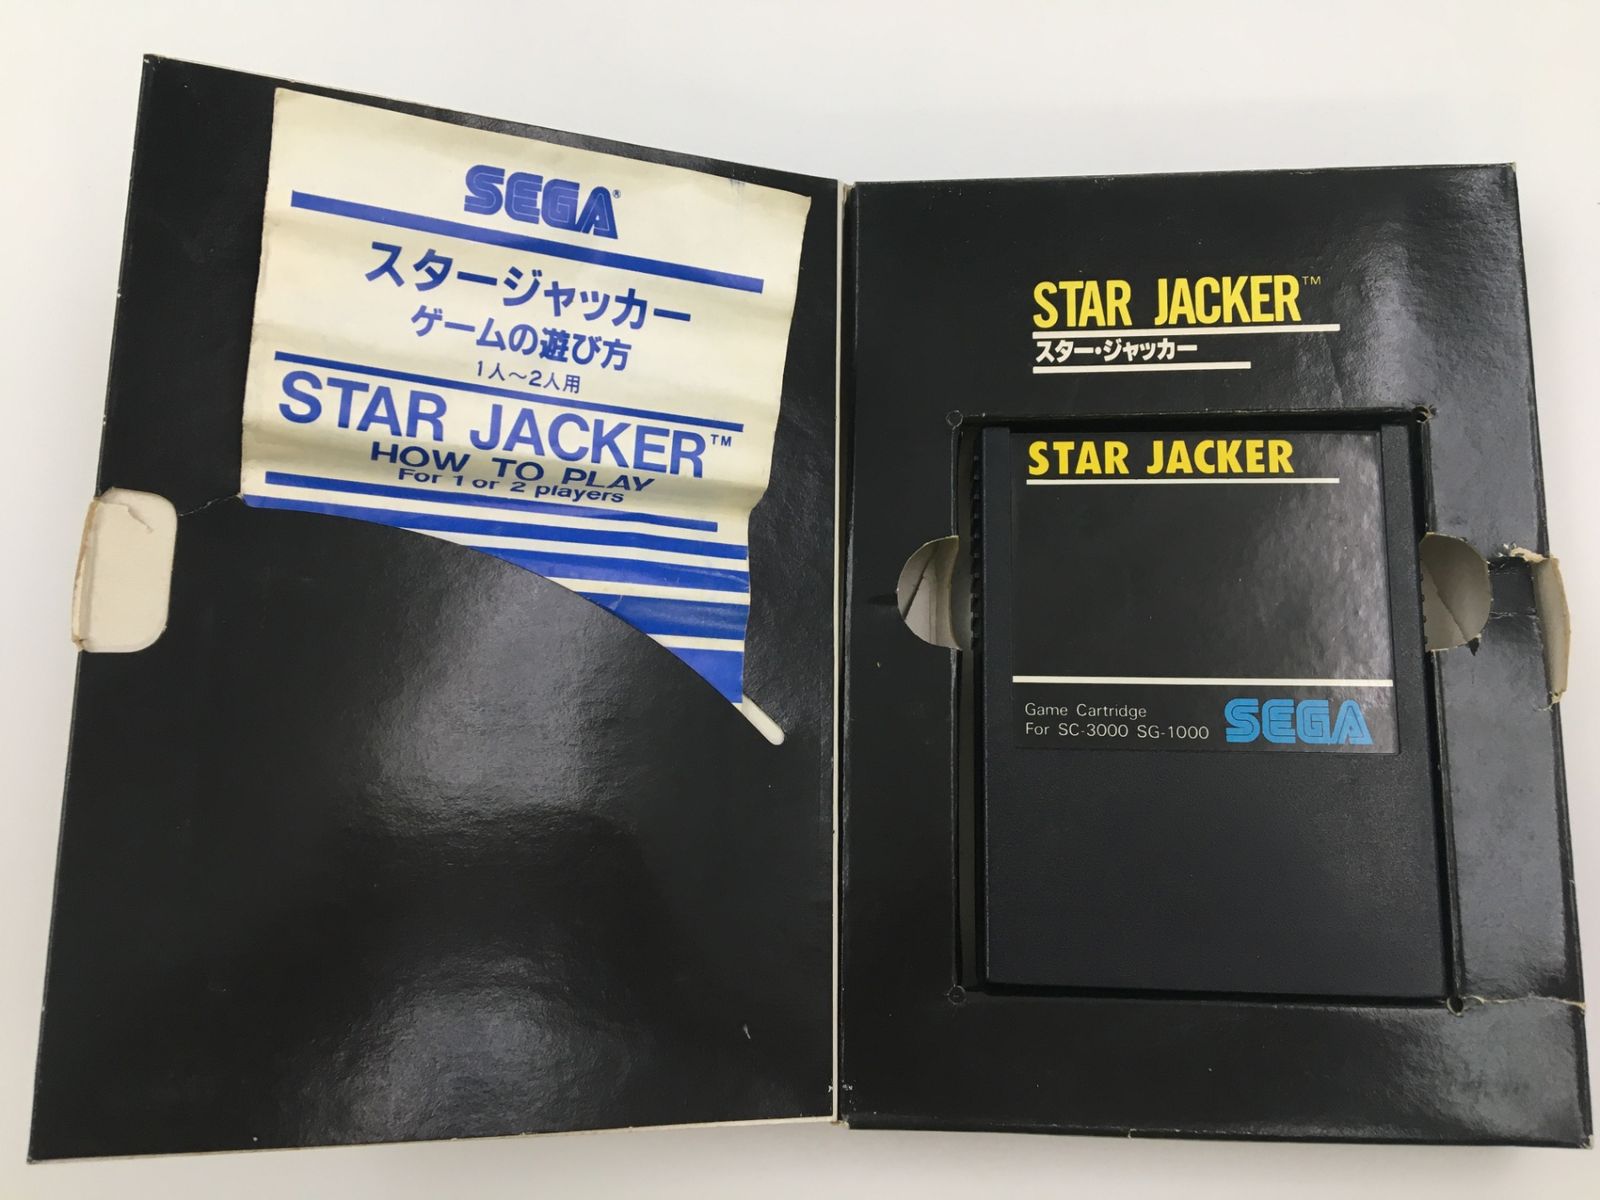 SEGA®
スタージャッカー
ゲームの遊び方
1人～2人用
STAR JACKER™
HOW TO PLAY
For 1 or 2 players
STAR JACKER™
スター・ジャッカー
STAR JACKER
Game Cartridge
For SC-3000 SG-1000
SEGA